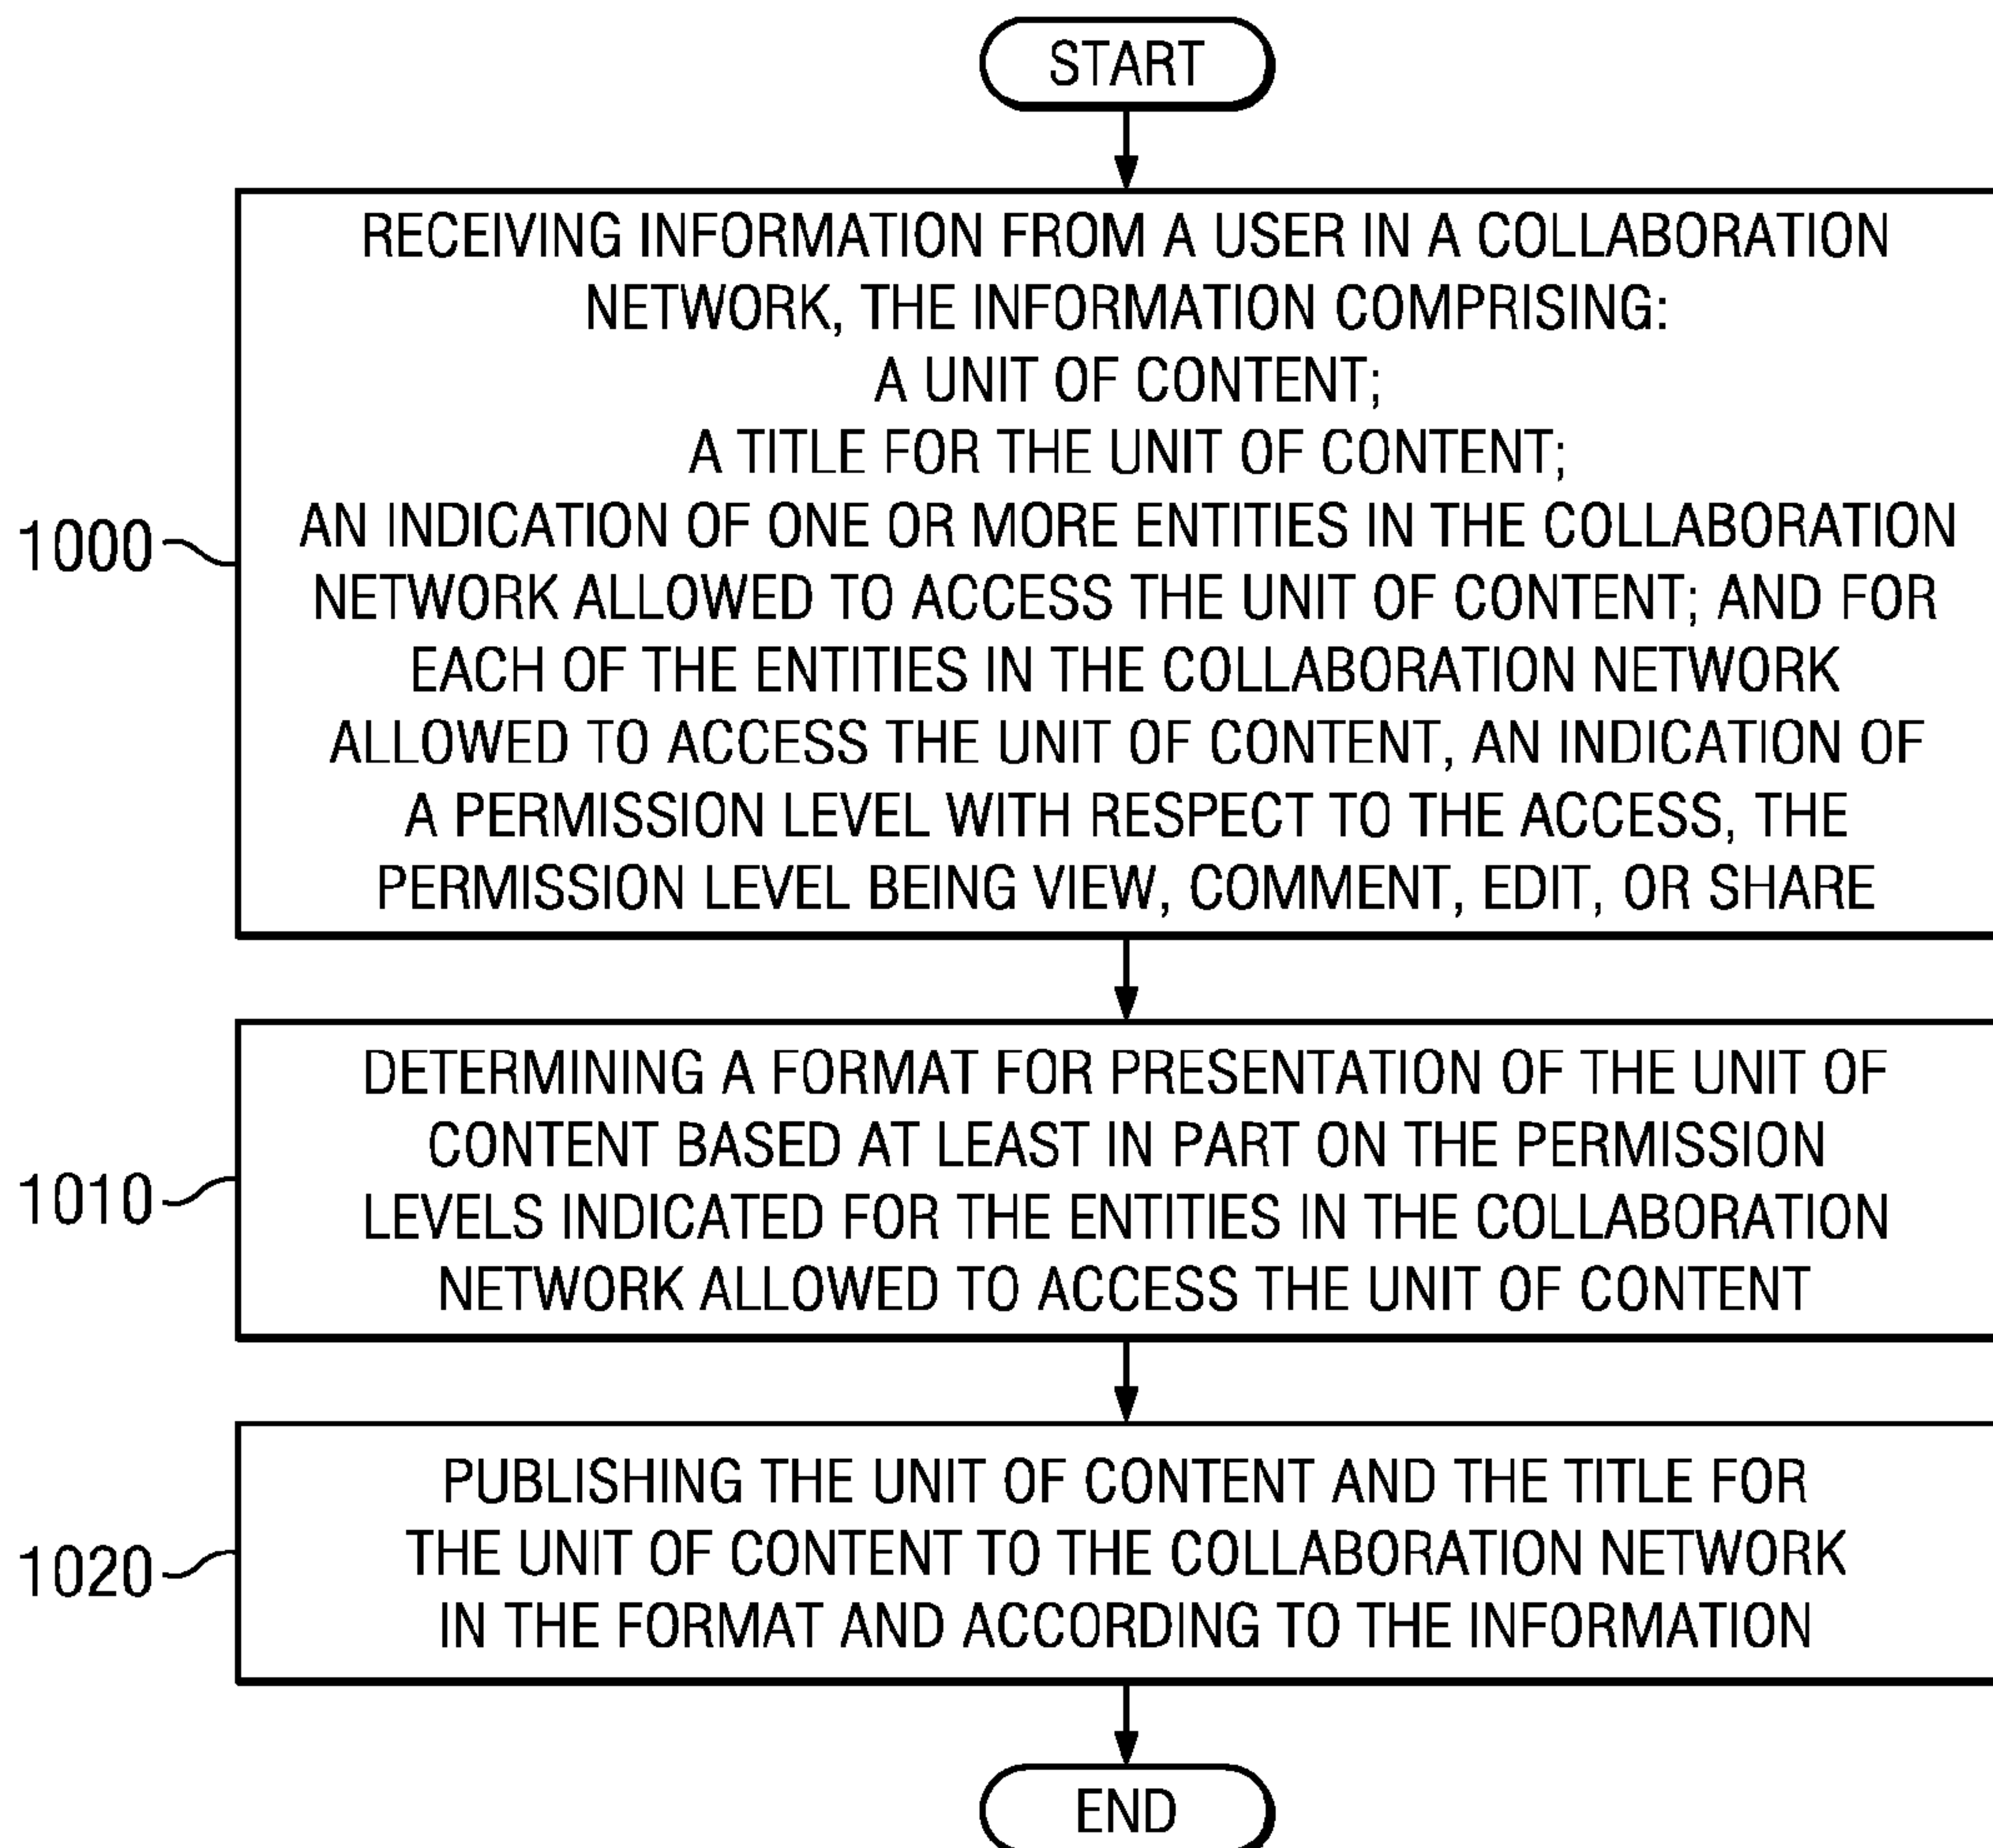 START
RECEIVING INFORMATION FROM A USER IN A COLLABORATION
NETWORK, THE INFORMATION COMPRISING:
A UNIT OF CONTENT;
A TITLE FOR THE UNIT OF CONTENT;
AN INDICATION OF ONE OR MORE ENTITIES IN THE COLLABORATION
NETWORK ALLOWED TO ACCESS THE UNIT OF CONTENT; AND FOR
EACH OF THE ENTITIES IN THE COLLABORATION NETWORK
ALLOWED TO ACCESS THE UNIT OF CONTENT, AN INDICATION OF
A PERMISSION LEVEL WITH RESPECT TO THE ACCESS, THE
PERMISSION LEVEL BEING VIEW, COMMENT, EDIT, OR SHARE
1000
DETERMINING A FORMAT FOR PRESENTATION OF THE UNIT OF
CONTENT BASED AT LEAST IN PART ON THE PERMISSION
LEVELS INDICATED FOR THE ENTITIES IN THE COLLABORATION
NETWORK ALLOWED TO ACCESS THE UNIT OF CONTENT
1010
PUBLISHING THE UNIT OF CONTENT AND THE TITLE FOR
THE UNIT OF CONTENT TO THE COLLABORATION NETWORK
IN THE FORMAT AND ACCORDING TO THE INFORMATION
1020
END